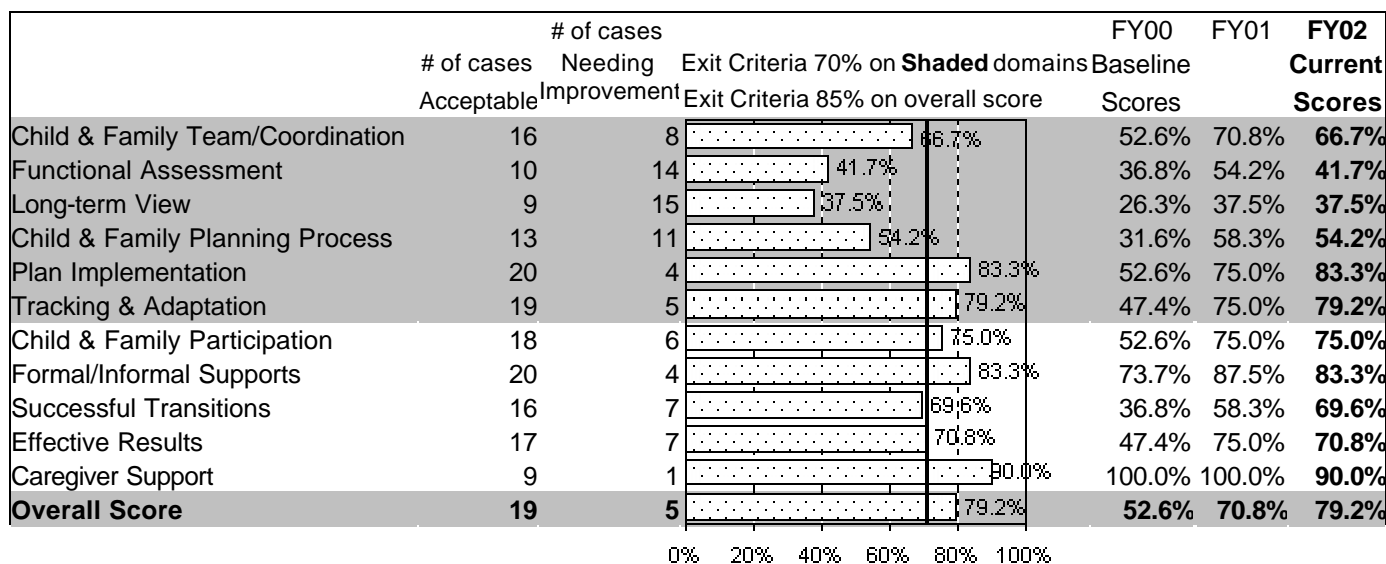 # of cases FY00 FY01 FY02
# of cases Needing Exit Criteria 70% on Shaded domains Baseline Current
Acceptable Improvement Exit Criteria 85% on overall score Scores Scores
Child & Family Team/Coordination 16 8 66.7% 52.6% 70.8% 66.7%
Functional Assessment 10 14 41.7% 36.8% 54.2% 41.7%
Long-term View 9 15 37.5% 26.3% 37.5% 37.5%
Child & Family Planning Process 13 11 54.2% 31.6% 58.3% 54.2%
Plan Implementation 20 4 83.3% 52.6% 75.0% 83.3%
Tracking & Adaptation 19 5 79.2% 47.4% 75.0% 79.2%
Child & Family Participation 18 6 75.0% 52.6% 75.0% 75.0%
Formal/Informal Supports 20 4 83.3% 73.7% 87.5% 83.3%
Successful Transitions 16 7 69.6% 36.8% 58.3% 69.6%
Effective Results 17 7 70.8% 47.4% 75.0% 70.8%
Caregiver Support 9 1 90.0% 100.0% 100.0% 90.0%
Overall Score 19 5 79.2% 52.6% 70.8% 79.2%
0% 20% 40% 60% 80% 100%